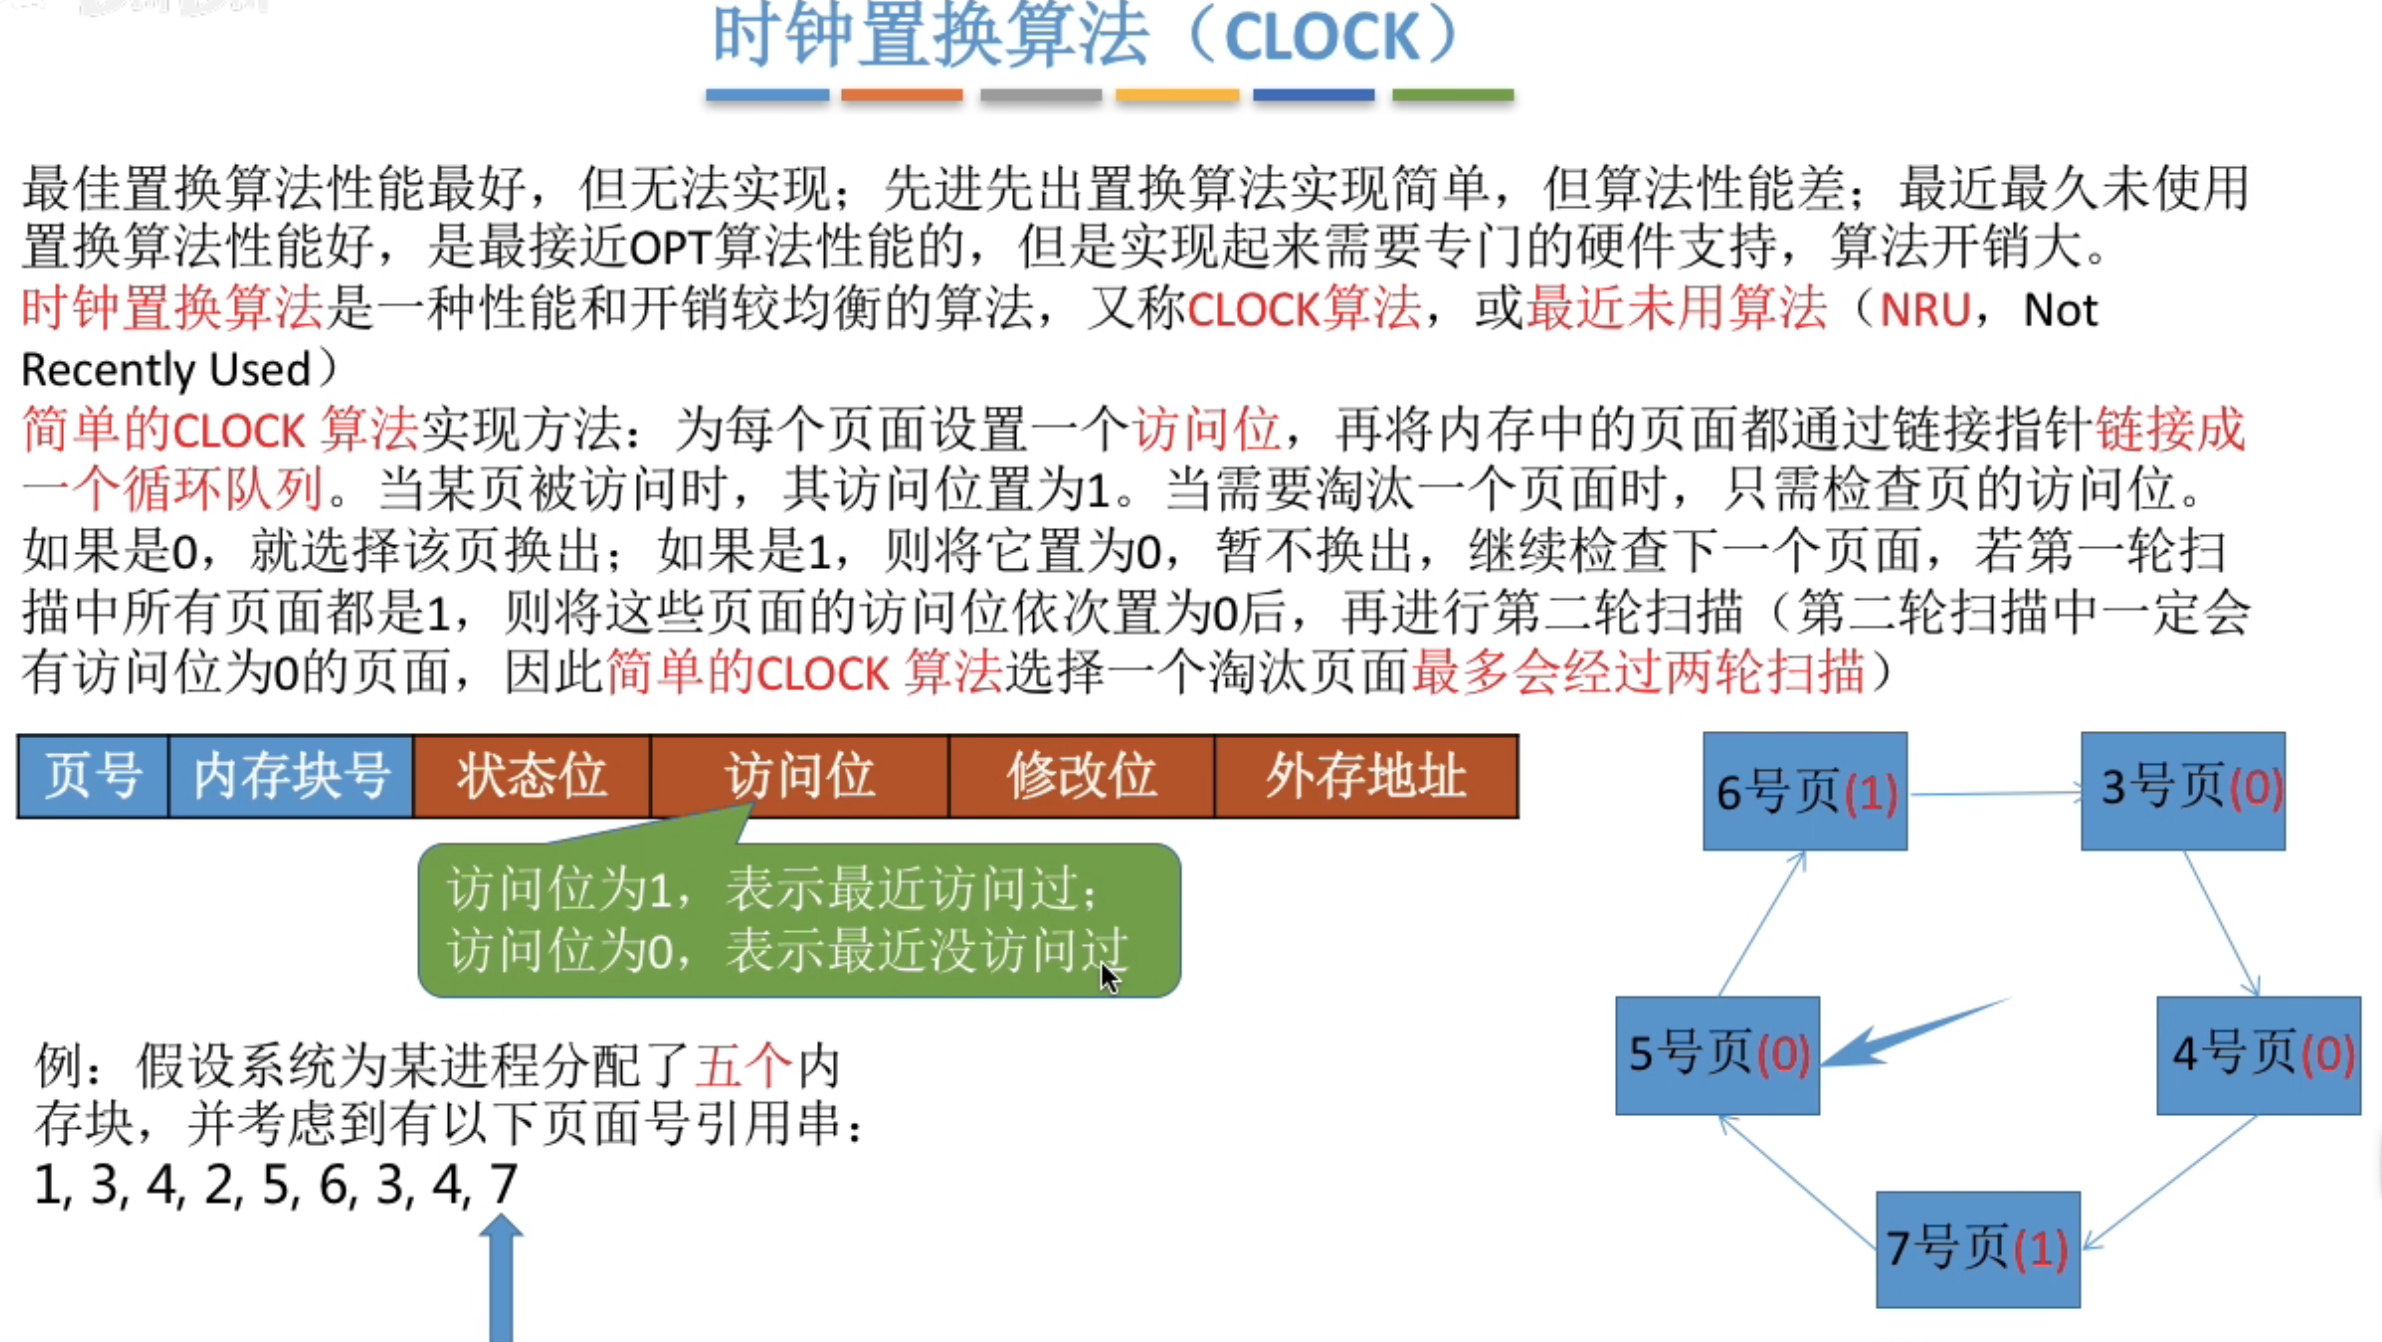 时钟置换算法（CLOCK）
最佳置换算法性能最好，但无法实现；先进先出置换算法实现简单，但算法性能差；最近最久未使用
置换算法性能好，是最接近OPT算法性能的，但是实现起来需要专门的硬件支持，算法开销大。
时钟置换算法是一种性能和开销较均衡的算法，又称CLOCK算法，或最近未用算法（NRU，Not
Recently Used）
简单的CLOCK 算法实现方法：为每个页面设置一个访问位，再将内存中的页面都通过链接指针链接成
一个循环队列。当某页被访问时，其访问位置为1。当需要淘汰一个页面时，只需检查页的访问位。
如果是0，就选择该页换出；如果是1，则将它置为0，暂不换出，继续检查下一个页面，若第一轮扫
描中所有页面都是1，则将这些页面的访问位依次置为0后，再进行第二轮扫描（第二轮扫描中一定会
有访问位为0的页面，因此简单的CLOCK 算法选择一个淘汰页面最多会经过两轮扫描）
页号 内存块号 状态位 访问位 修改位 外存地址
访问位为1，表示最近访问过；
访问位为0，表示最近没访问过
例：假设系统为某进程分配了五个内
存块，并考虑到有以下页面号引用串：
1, 3, 4, 2, 5, 6, 3, 4, 7
6号页(1)
3号页(0)
5号页(0)
4号页(0)
7号页(1)